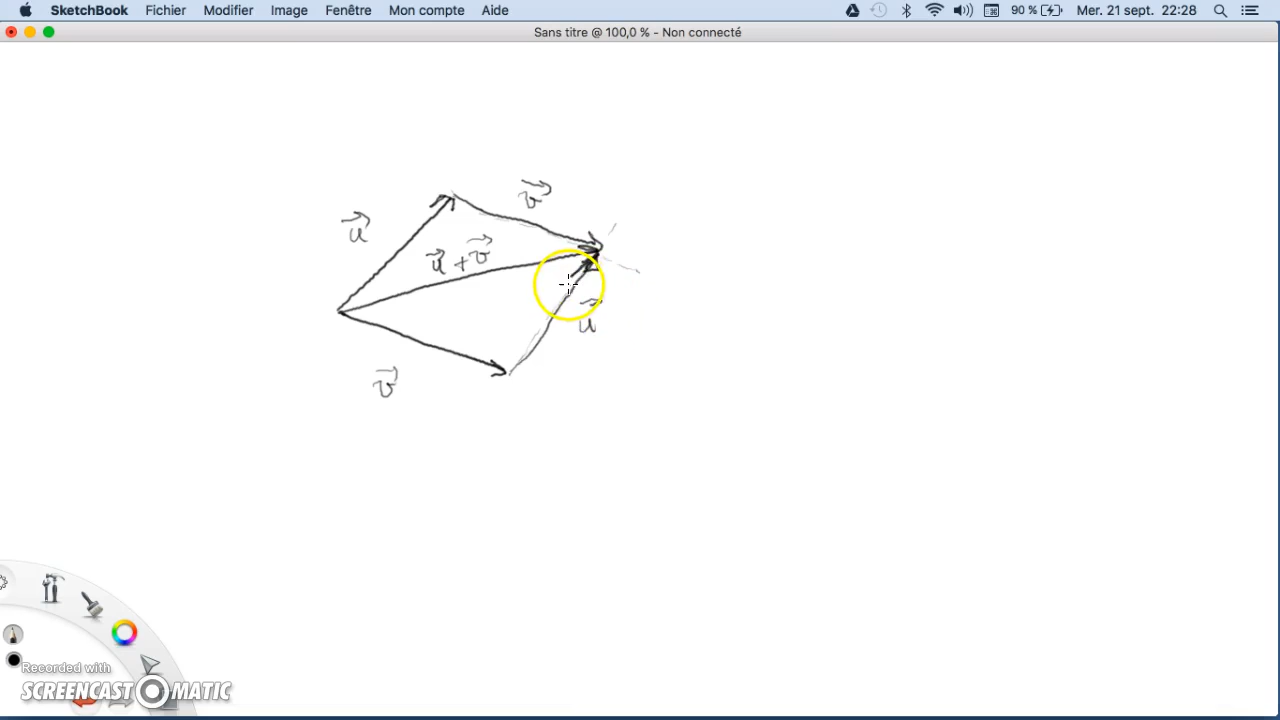 SketchBook Fichier Modifier Image Fenêtre Mon compte Aide 90 % Mer. 21 sept. 22:28
Sans titre @ 100,0 % - Non connecté
v⃗
u⃗
u⃗ + v⃗
u⃗
v⃗
Recorded with
SCREENCAST MATIC